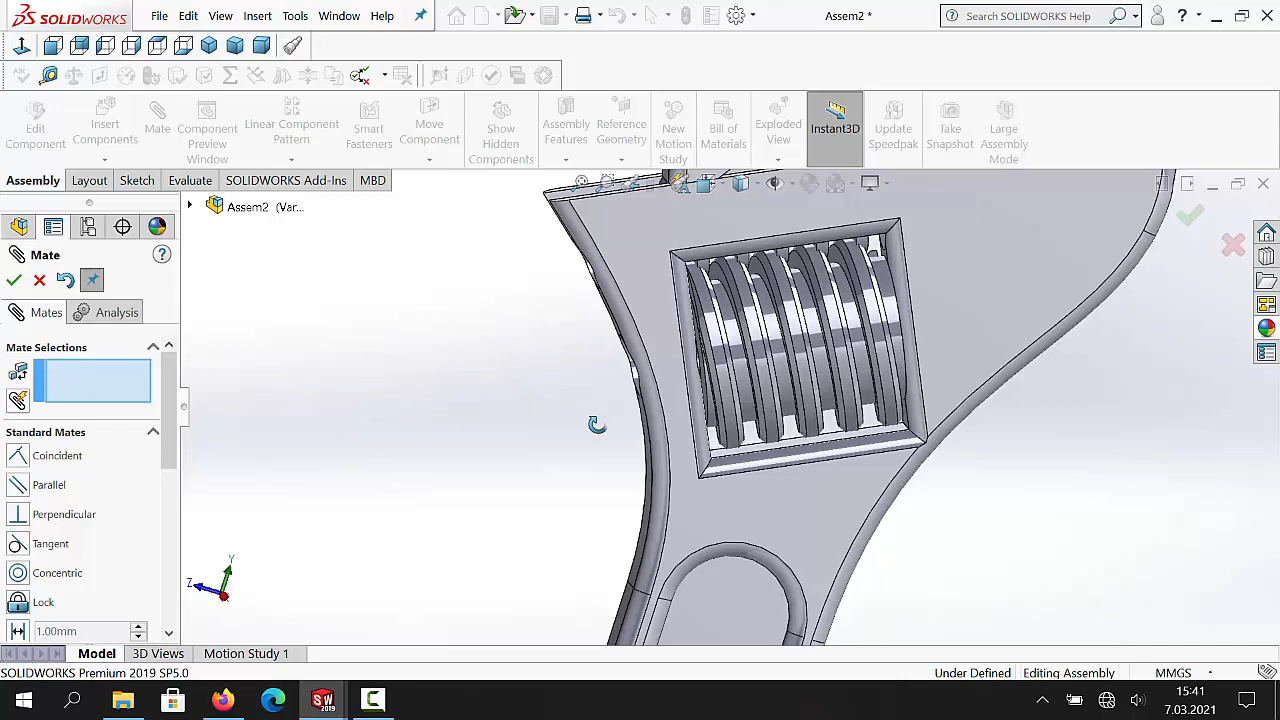 SOLIDWORKS File Edit View Insert Tools Window Help Assem2 * Search SOLIDWORKS Help
Edit Component
Insert Components
Mate
Component Preview Window
Linear Component Pattern
Smart Fasteners
Move Component
Show Hidden Components
Assembly Features
Reference Geometry
New Motion Study
Bill of Materials
Exploded View
Instant3D
Update Speedpak
Take Snapshot
Large Assembly Mode
Assembly Layout Sketch Evaluate SOLIDWORKS Add-Ins MBD
Assem2 (Var...
Mate
Mates Analysis
Mate Selections
Standard Mates
Coincident
Parallel
Perpendicular
Tangent
Concentric
Lock
1.00mm
Y
Z
Model 3D Views Motion Study 1
SOLIDWORKS Premium 2019 SP5.0 Under Defined Editing Assembly MMGS
15:41
7.03.2021